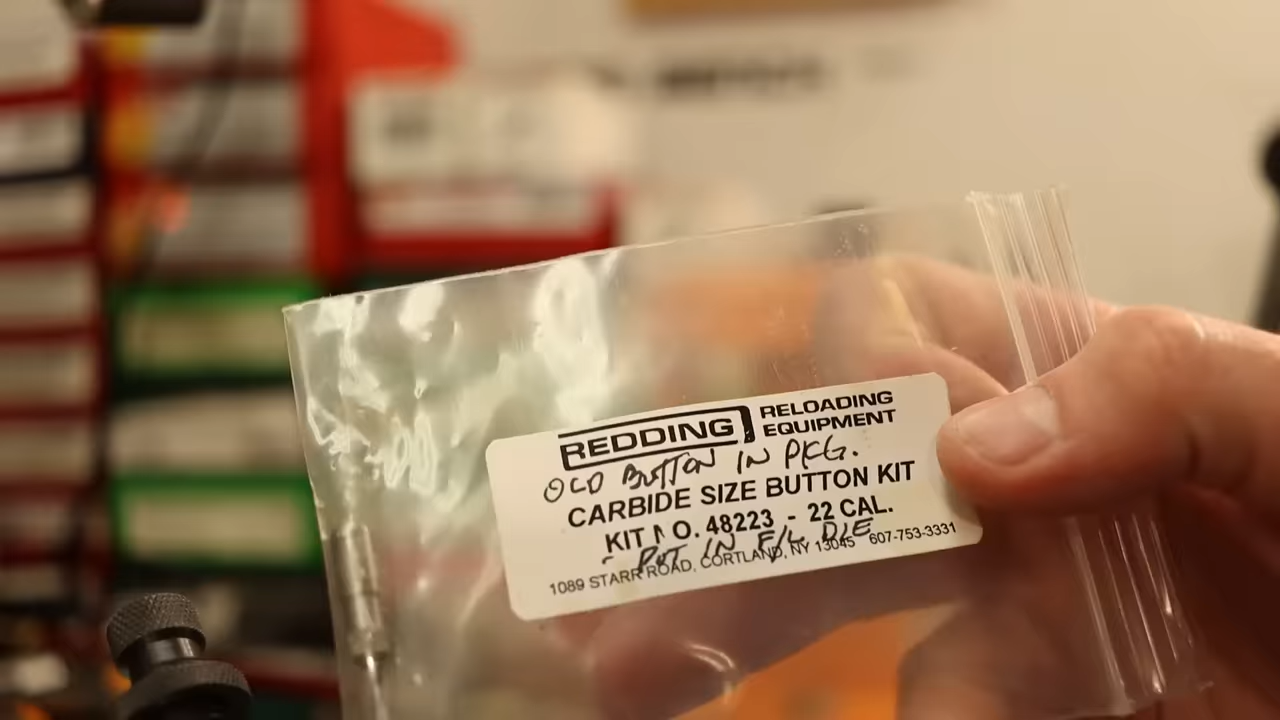 REDDING RELOADING
EQUIPMENT
OLD BUTTON IN PKG.
CARBIDE SIZE BUTTON KIT
KIT NO. 48223 - 22 CAL.
- PUT IN F/L DIE
1089 STARR ROAD, CORTLAND, NY 13045 607-753-3331